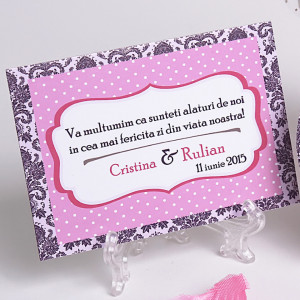 Va multumim ca sunteti alaturi de noi
in cea mai fericita zi din viata noastra!
Cristina & Rulian
11 iunie 2015